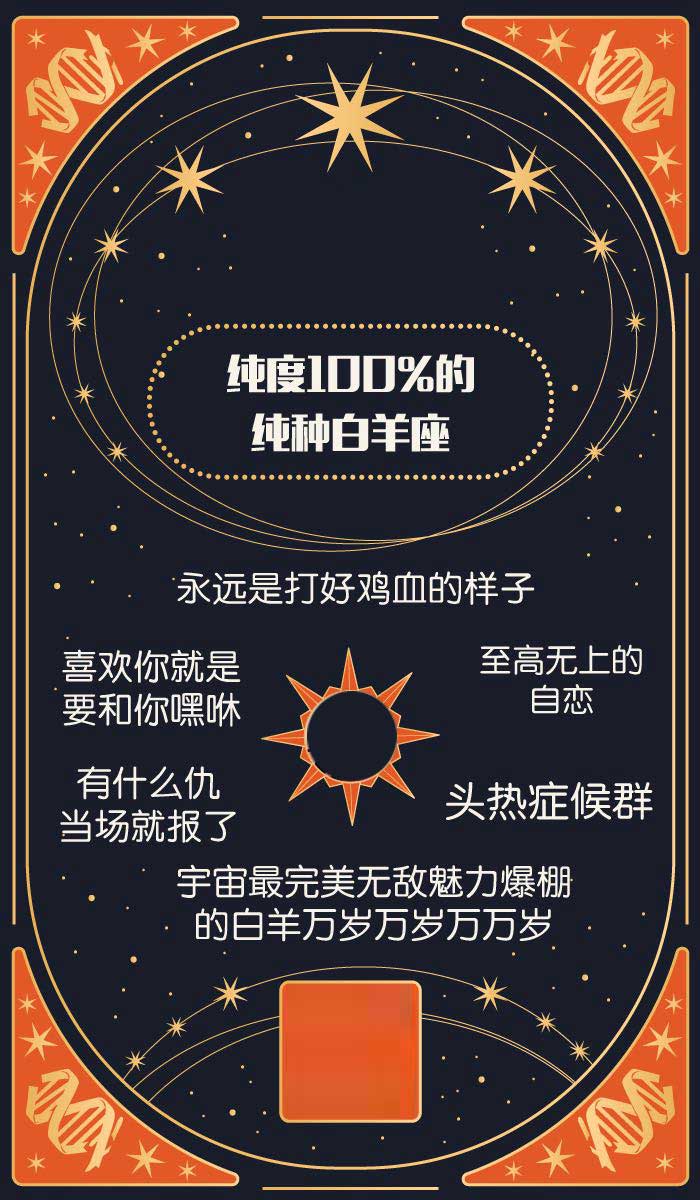 纯度100%的
纯种白羊座
永远是打好鸡血的样子
喜欢你就是
要和你嘿咻
至高无上的
自恋
有什么仇
当场就报了
头热症候群
宇宙最完美无敌魅力爆棚
的白羊万岁万岁万万岁